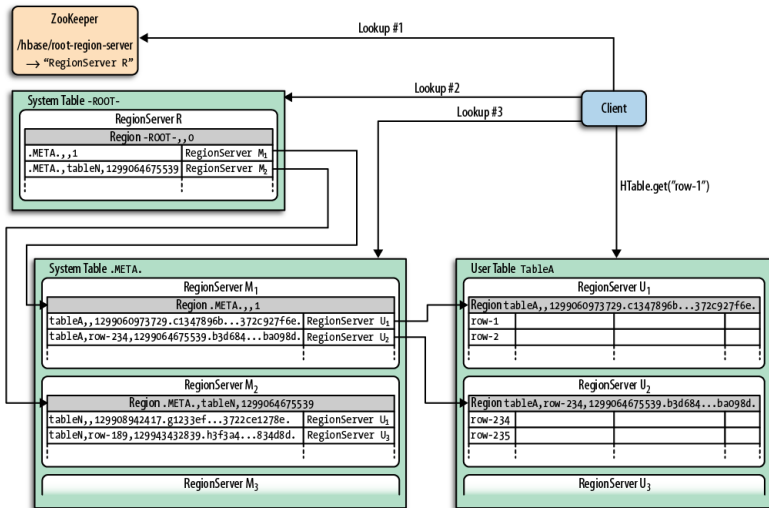 ZooKeeper
/hbase/root-region-server
→ “RegionServer R”
Lookup #1
Lookup #2
Lookup #3
Client
HTable.get("row-1")
System Table -ROOT-
RegionServer R
Region -ROOT-,,0
.META.,,1 RegionServer M₁
.META.,tableN,1299064675539 RegionServer M₂
System Table .META.
RegionServer M₁
Region .META.,,1
tableA,,1299060973729.c1347896b...372c927f6e. RegionServer U₁
tableA,row-234,1299064675539.b3d684...ba098d. RegionServer U₂
RegionServer M₂
Region .META.,tableN,1299064675539
tableN,,129908942417.g1233ef...3722ce1278e. RegionServer U₁
tableN,row-189,129943432839.h3f3a4...834d8d. RegionServer U₃
RegionServer M₃
User Table TableA
RegionServer U₁
Region tableA,,1299060973729.c1347896b...372c927f6e.
row-1
row-2
RegionServer U₂
Region tableA,row-234,1299064675539.b3d684...ba098d.
row-234
row-235
RegionServer U₃